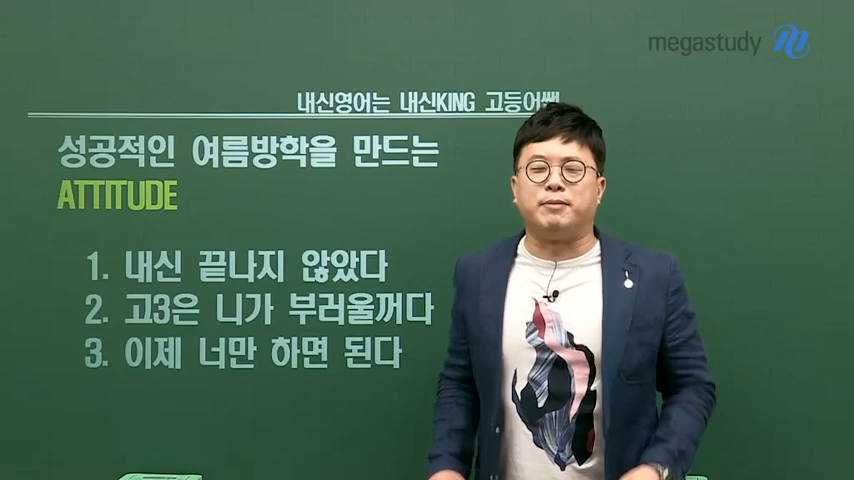 megastudy
내신영어는 내신KING 고등어쌤
성공적인 여름방학을 만드는
ATTITUDE
1. 내신 끝나지 않았다
2. 고3은 니가 부러울꺼다
3. 이제 너만 하면 된다